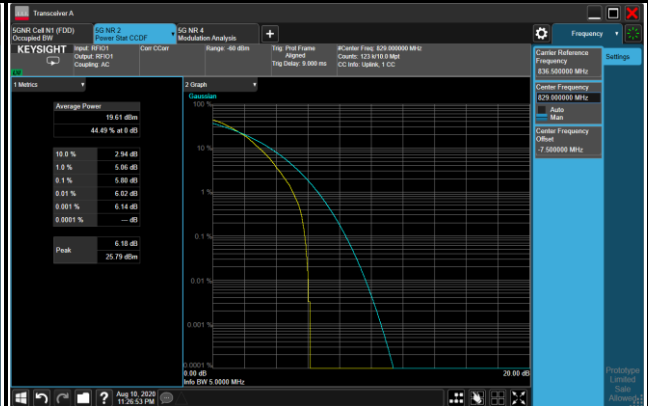 Transceiver A
5GNR Cell N1 (FDD)
Occupied BW
5G NR 2
Power Stat CCDF
5G NR 4
Modulation Analysis
Frequency
KEYSIGHT
Input: RFIO1
Output: RFIO1
Coupling: AC
Corr CCorr
Range: -60 dBm
Trig: Prot Frame
Aligned
Trig Delay: 9.000 ms
#Center Freq: 829.000000 MHz
Counts: 123 k/10.0 Mpt
CC Info: Uplink, 1 CC
Carrier Reference
Frequency
836.500000 MHz
Settings
Center Frequency
829.000000 MHz
Auto
Man
Center Frequency
Offset
-7.500000 MHz
1 Metrics
Average Power
19.61 dBm
44.49 % at 0 dB
10.0 % 2.94 dB
1.0 % 5.06 dB
0.1 % 5.88 dB
0.01 % 6.02 dB
0.001 % 6.14 dB
0.0001 % --- dB
Peak
6.18 dB
25.79 dBm
2 Graph
Gaussian
100 %
10 %
1 %
0.1 %
0.01 %
0.001 %
0.0001 %
0.00 dB
20.00 dB
Info BW 5.0000 MHz
Aug 10, 2020
11:26:53 PM
Prototype
Limited
Sale
Allowed